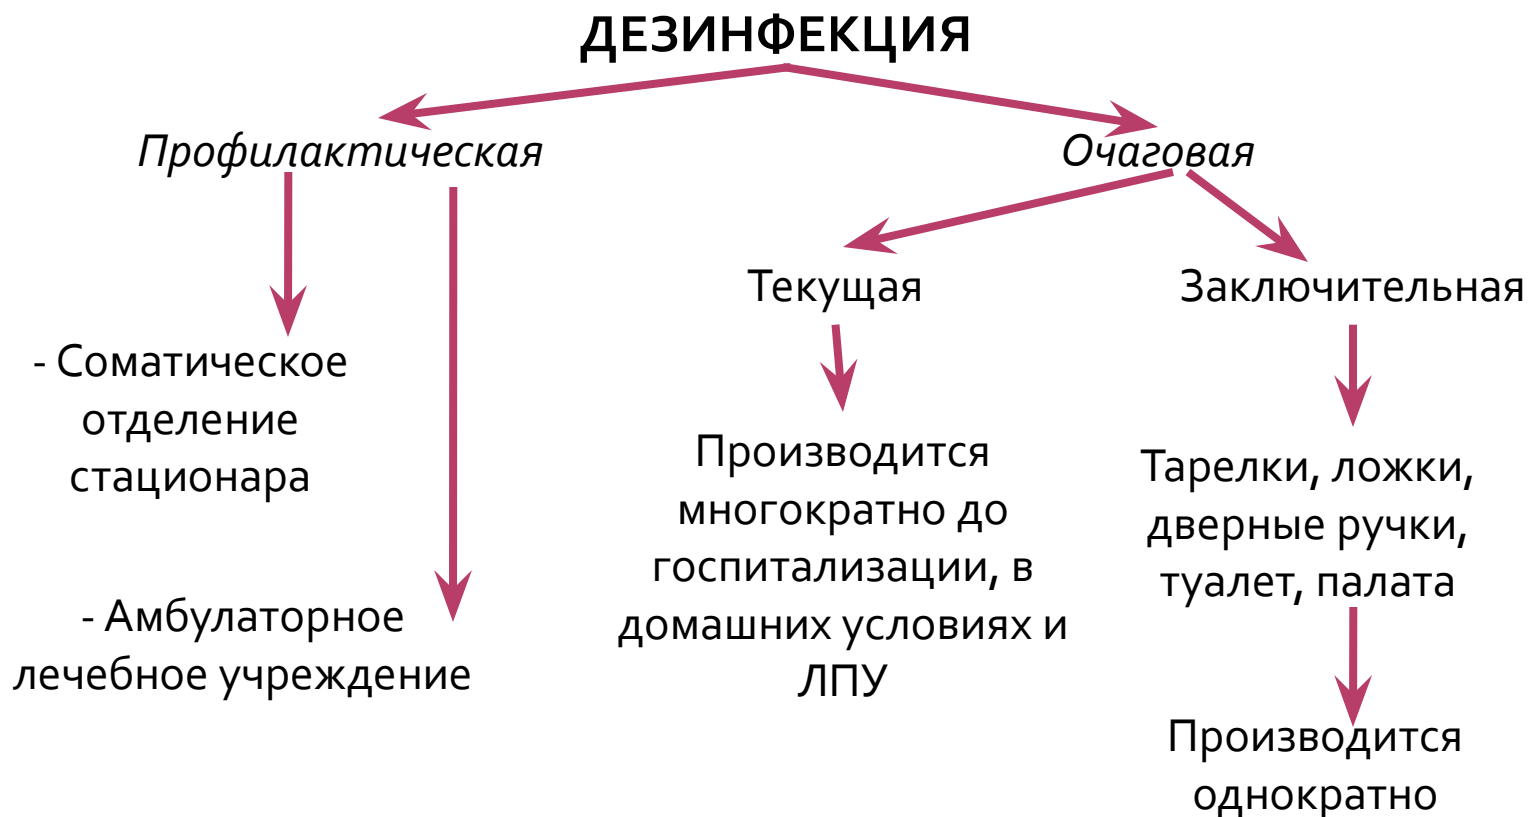 ДЕЗИНФЕКЦИЯ
Профилактическая
Очаговая
Текущая
Заключительная
- Соматическое
отделение
стационара
- Амбулаторное
лечебное учреждение
Производится
многократно до
госпитализации, в
домашних условиях и
ЛПУ
Тарелки, ложки,
дверные ручки,
туалет, палата
Производится
однократно